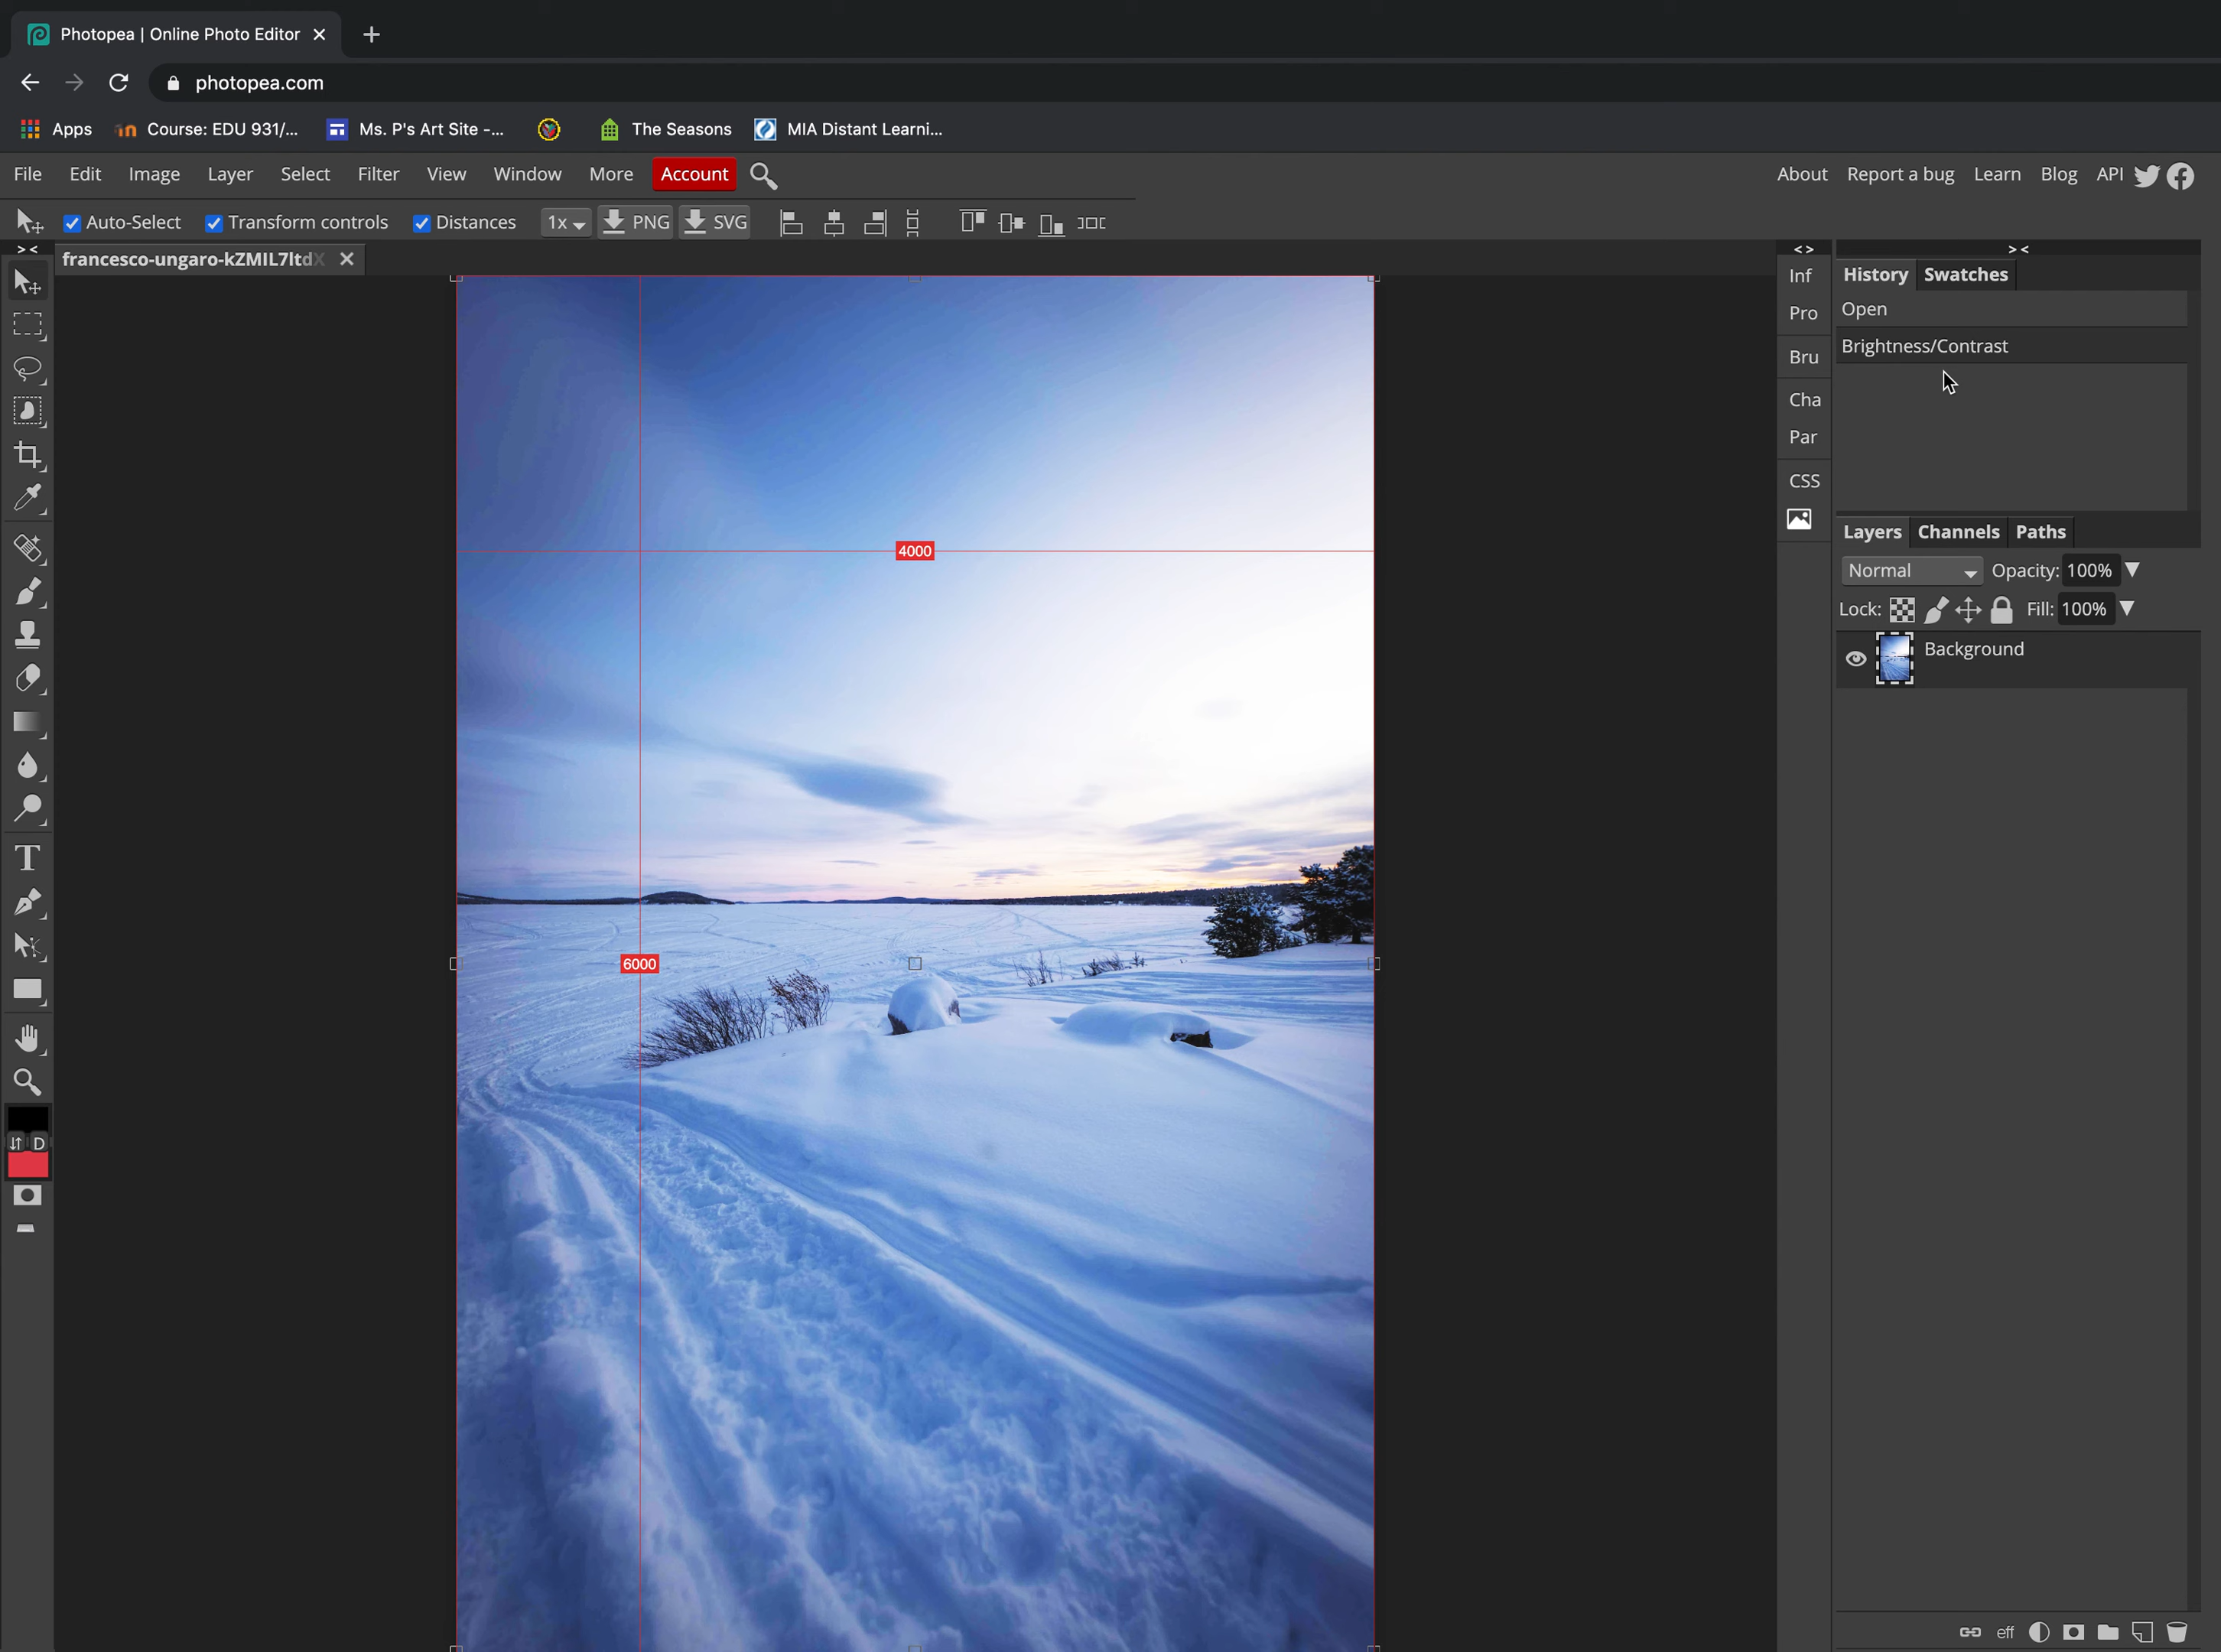 Photopea | Online Photo Editor
photopea.com
Apps Course: EDU 931/... Ms. P's Art Site -... The Seasons MIA Distant Learni...
File Edit Image Layer Select Filter View Window More Account About Report a bug Learn Blog API
Auto-Select Transform controls Distances 1x PNG SVG
> < francesco-ungaro-kZMIL7ltdX < > > <
Inf History Swatches
Open
Pro
Brightness/Contrast
Bru
Cha
Par
CSS
Layers Channels Paths
4000
Normal Opacity: 100%
Lock: Fill: 100%
Background
T
6000
D
eff